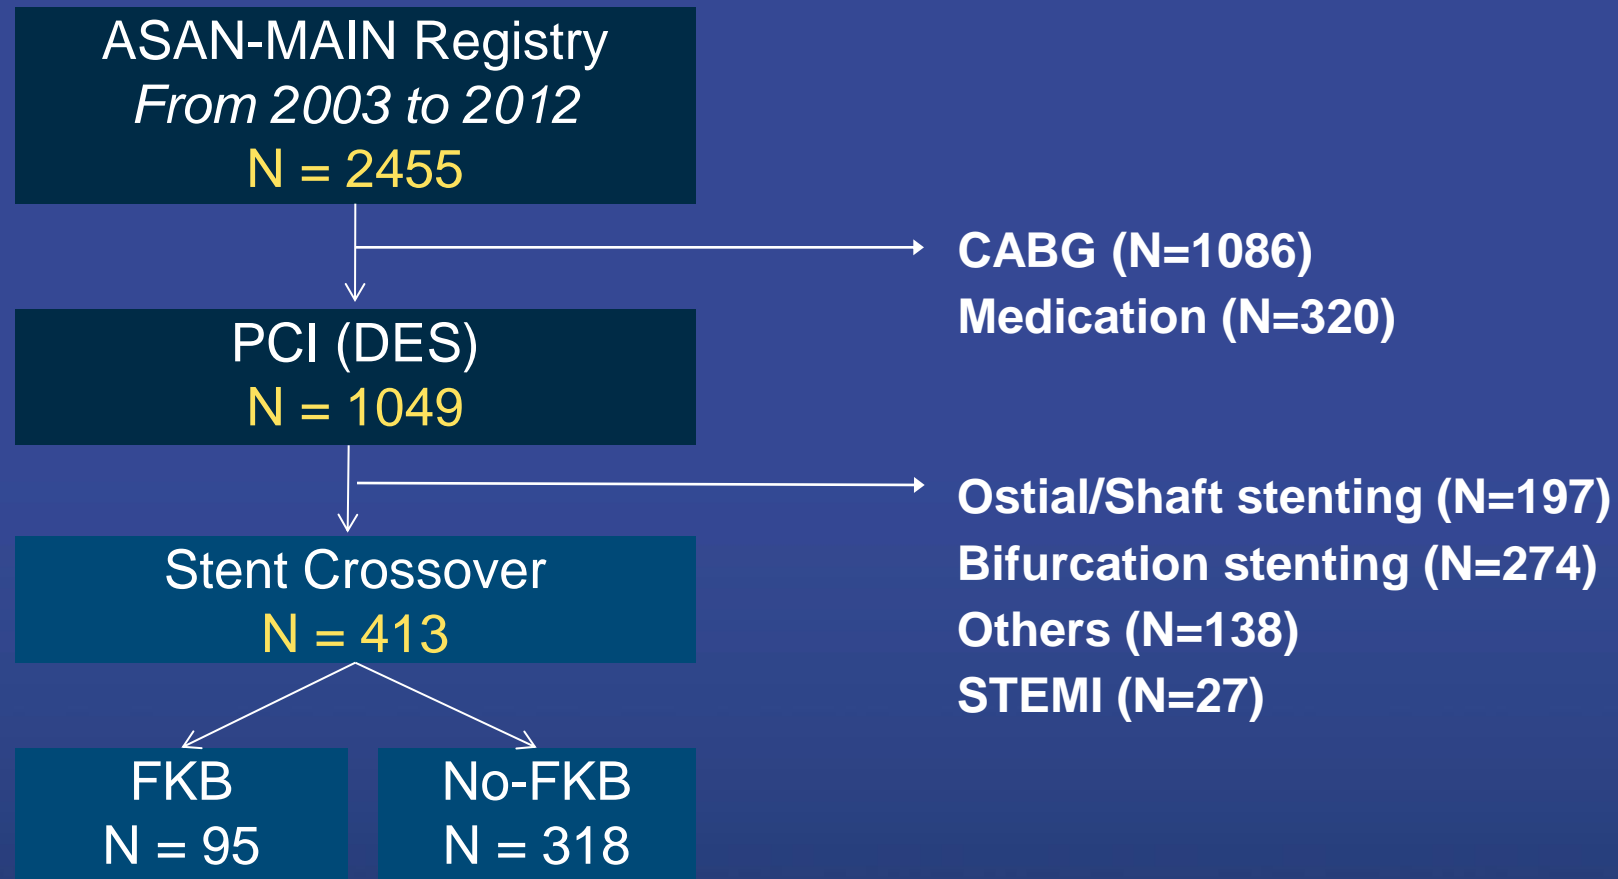 ASAN-MAIN Registry
From 2003 to 2012
N = 2455
CABG (N=1086)
Medication (N=320)
PCI (DES)
N = 1049
Ostial/Shaft stenting (N=197)
Bifurcation stenting (N=274)
Others (N=138)
STEMI (N=27)
Stent Crossover
N = 413
FKB
N = 95
No-FKB
N = 318